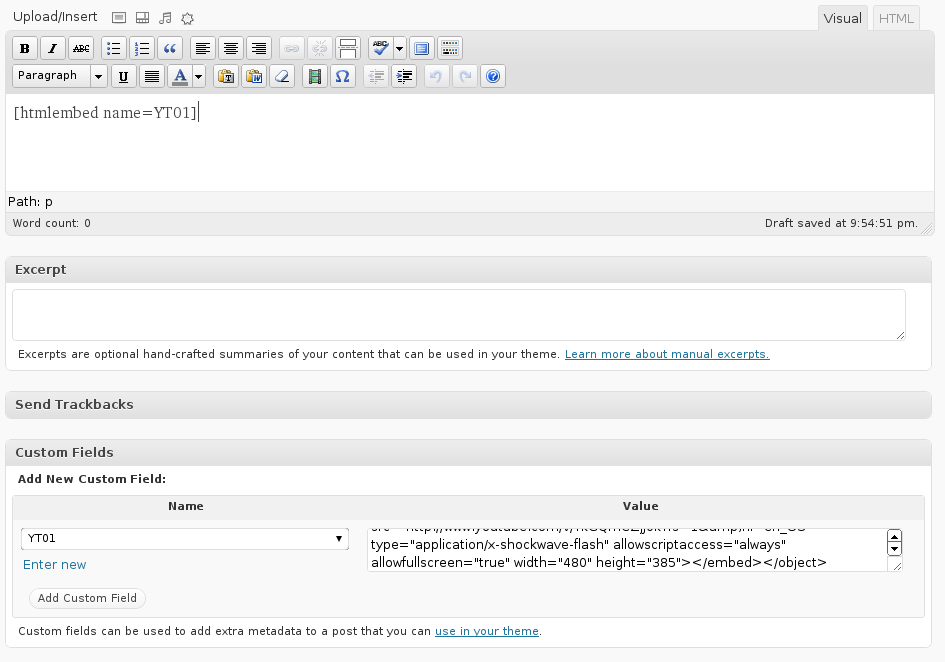 Upload/Insert
Visual HTML
B I ABC ABC
Paragraph U A
[htmlembed name=YT01]
Path: p
Word count: 0 Draft saved at 9:54:51 pm.
Excerpt
Excerpts are optional hand-crafted summaries of your content that can be used in your theme. Learn more about manual excerpts.
Send Trackbacks
Custom Fields
Add New Custom Field:
Name Value
YT01
type="application/x-shockwave-flash" allowscriptaccess="always"
allowfullscreen="true" width="480" height="385"></embed></object>
Enter new
Add Custom Field
Custom fields can be used to add extra metadata to a post that you can use in your theme.